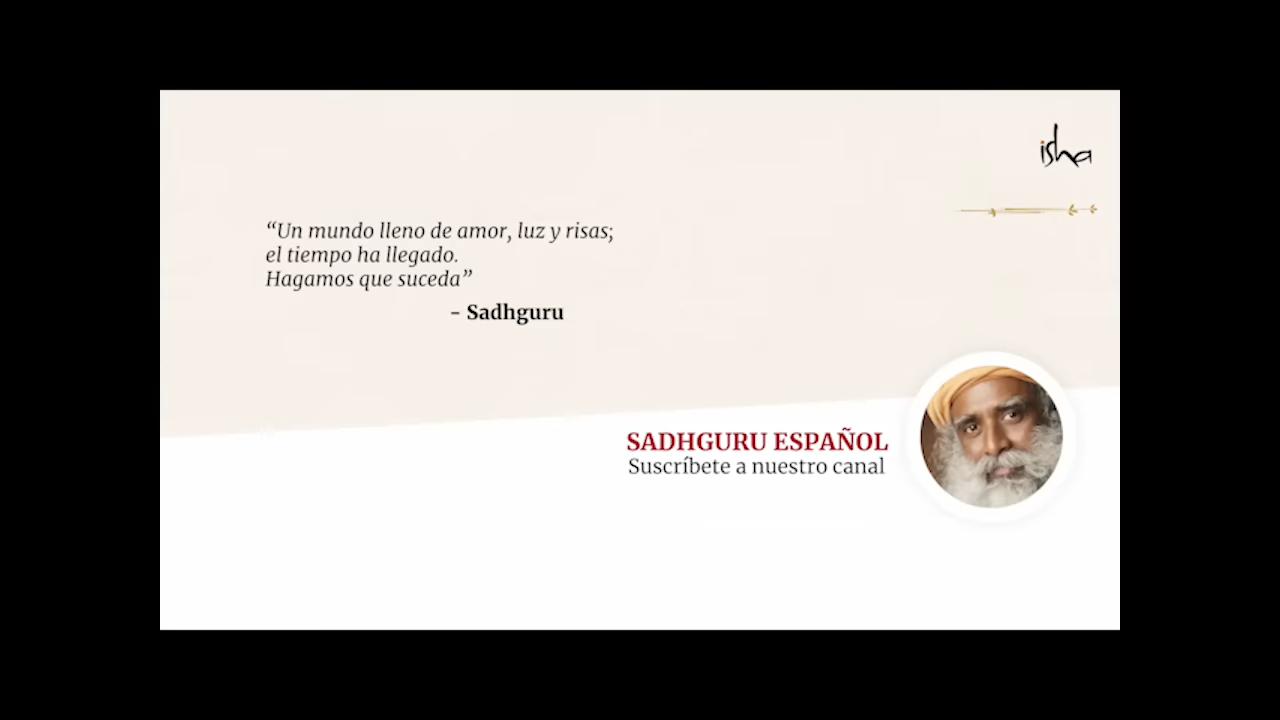 isha
“Un mundo lleno de amor, luz y risas;
el tiempo ha llegado.
Hagamos que suceda”
- Sadhguru
SADHGURU ESPAÑOL
Suscríbete a nuestro canal